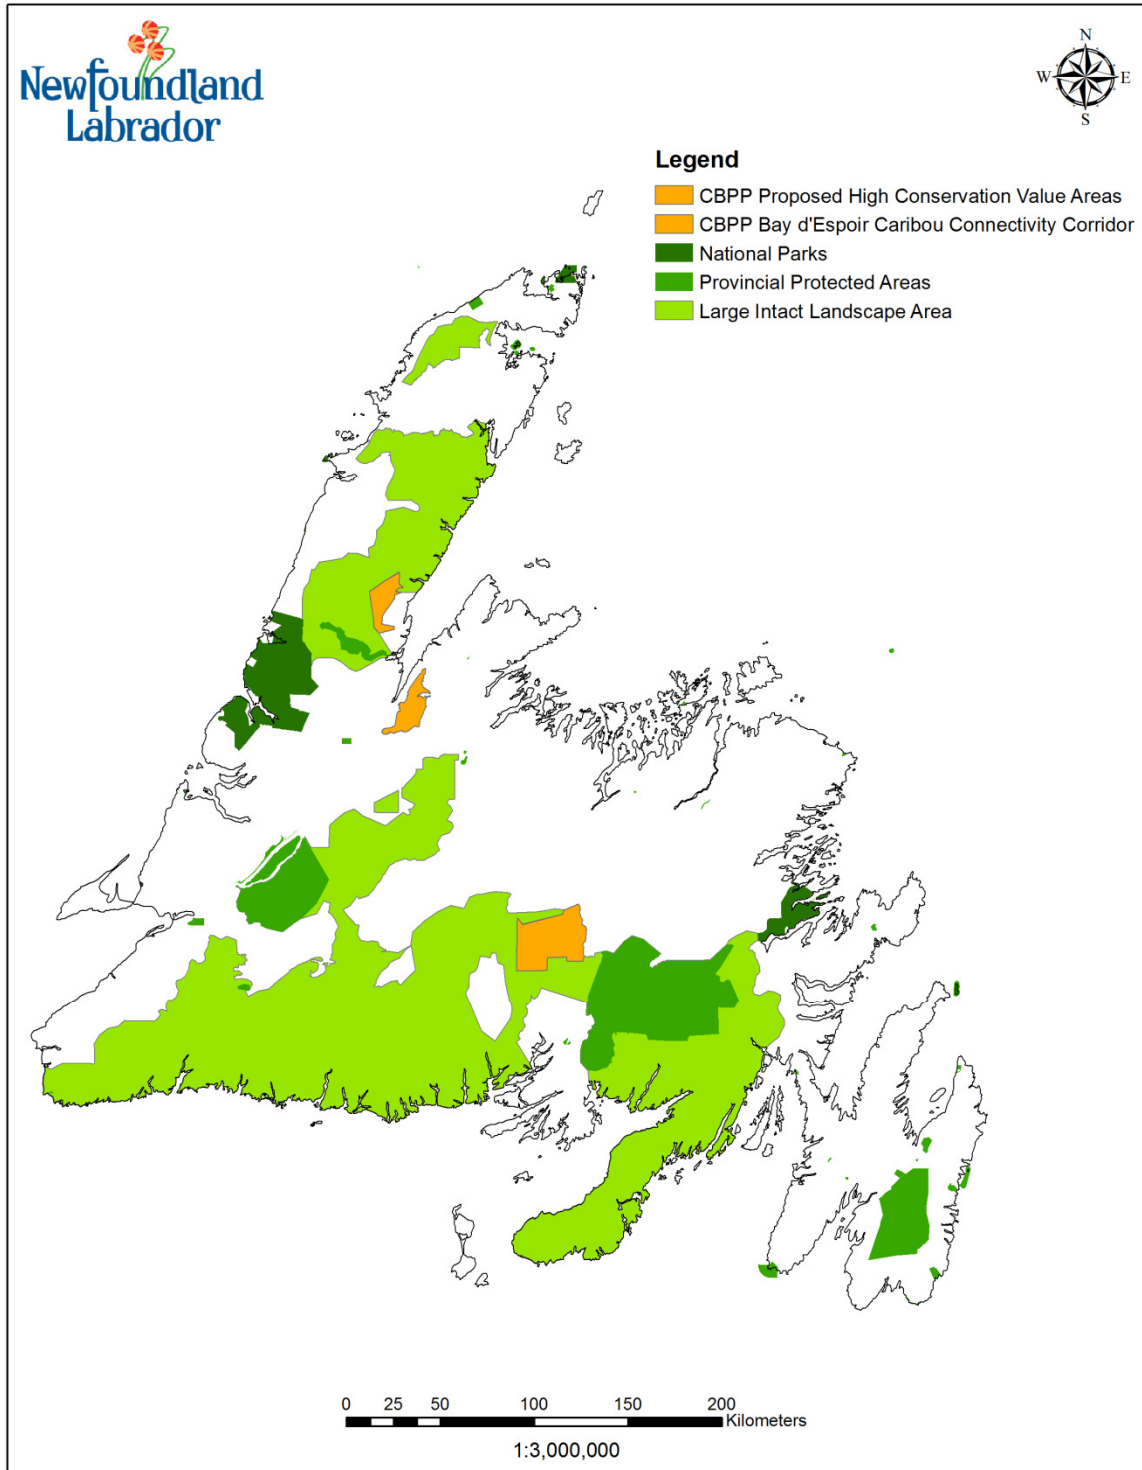 Newfoundland
Labrador
N
W E
S
Legend
CBPP Proposed High Conservation Value Areas
CBPP Bay d'Espoir Caribou Connectivity Corridor
National Parks
Provincial Protected Areas
Large Intact Landscape Area
0 25 50 100 150 200
Kilometers
1:3,000,000